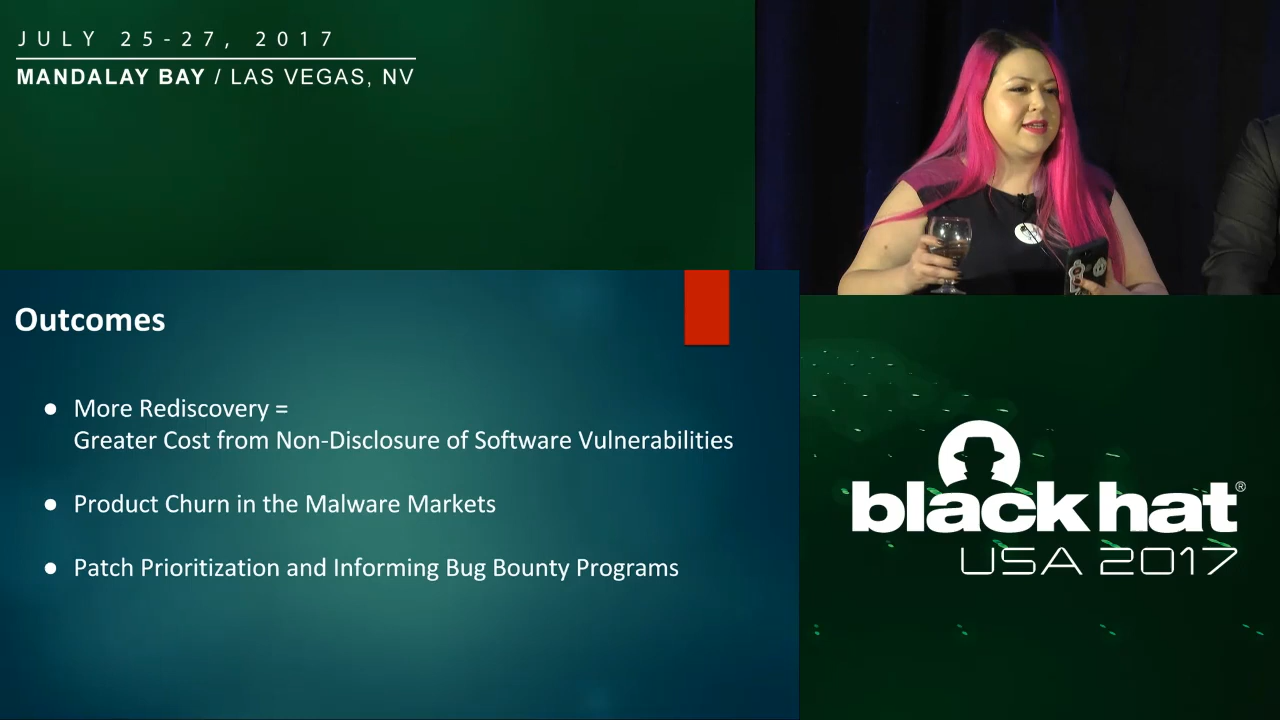 JULY 25-27, 2017
MANDALAY BAY / LAS VEGAS, NV
Outcomes
● More Rediscovery =
Greater Cost from Non-Disclosure of Software Vulnerabilities
● Product Churn in the Malware Markets
● Patch Prioritization and Informing Bug Bounty Programs
black hat®
USA 2017